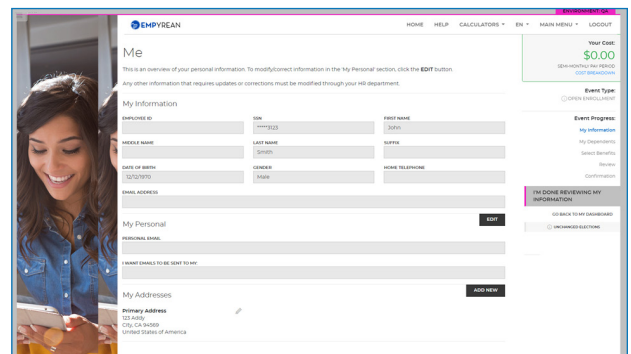 ENVIRONMENT: QA
EMPYREAN
HOME HELP CALCULATORS EN MAIN MENU LOGOUT
Me
This is an overview of your personal information. To modify/correct information in the 'My Personal' section, click the EDIT button.
Any other information that requires updates or corrections must be modified through your HR department.
My Information
EMPLOYEE ID SSN FIRST NAME
*****3123 John
MIDDLE NAME LAST NAME SUFFIX
Smith
DATE OF BIRTH GENDER HOME TELEPHONE
12/12/1970 Male
EMAIL ADDRESS
My Personal
EDIT
PERSONAL EMAIL
I WANT EMAILS TO BE SENT TO MY:
My Addresses
ADD NEW
Primary Address
123 Addy
City, CA 94569
United States of America
Your Cost:
$0.00
SEMI-MONTHLY PAY PERIOD
COST BREAKDOWN
Event Type:
OPEN ENROLLMENT
Event Progress:
My Information
My Dependents
Select Benefits
Review
Confirmation
I'M DONE REVIEWING MY
INFORMATION
GO BACK TO MY DASHBOARD
UNCHANGED ELECTIONS